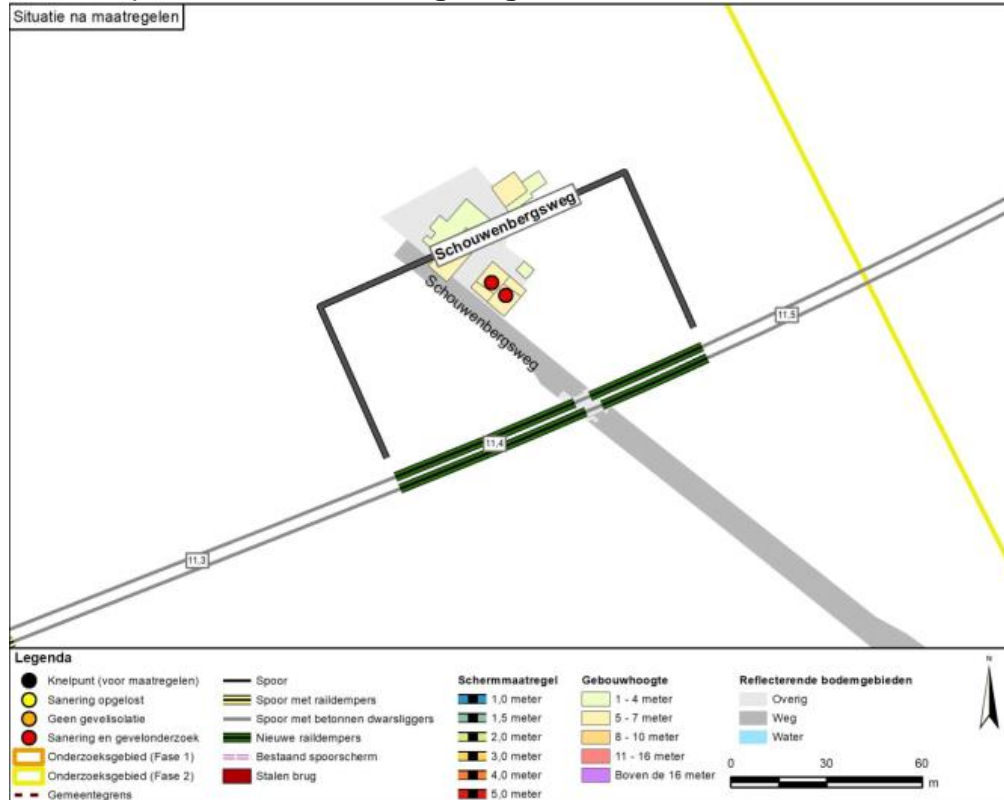 Situatie na maatregelen
Schouwenbergsweg
Schouwenbergsweg
11,5
11,4
11,3
Legenda
Knelpunt (voor maatregelen)
Sanering opgelost
Geen gevelisolatie
Sanering en gevelonderzoek
Onderzoeksgebied (Fase 1)
Onderzoeksgebied (Fase 2)
Gemeentegrens
Spoor
Spoor met raildempers
Spoor met betonnen dwarsliggers
Nieuwe raildempers
Bestaand spoorscherm
Stalen brug
Schermmaatregel
1,0 meter
1,5 meter
2,0 meter
3,0 meter
4,0 meter
5,0 meter
Gebouwhoogte
1 - 4 meter
5 - 7 meter
8 - 10 meter
11 - 16 meter
Boven de 16 meter
Reflecterende bodemgebieden
Overig
Weg
Water
N
0 30 60
m